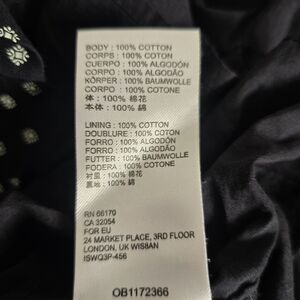 BODY : 100% COTTON
CORPS : 100% COTON
CUERPO : 100% ALGODÓN
CORPO : 100% ALGODÃO
KÖRPER : 100% BAUMWOLLE
CORPO : 100% COTONE
体 : 100% 棉花
本体 : 100% 綿
LINING : 100% COTTON
DOUBLURE : 100% COTON
FORRO : 100% ALGODÓN
FORRO : 100% ALGODÃO
FUTTER : 100% BAUMWOLLE
FODERA : 100% COTONE
衬里 : 100% 棉花
裏地 : 100% 綿
RN 66170
CA 32054
FOR EU
24 MARKET PLACE, 3RD FLOOR
LONDON, UK W1S8AN
ISWQ3P-456
OB1172366